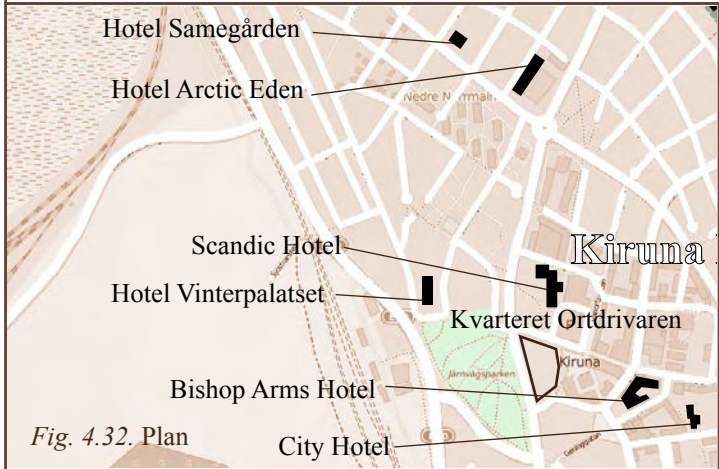 Hotel Samegården
Hotel Arctic Eden
Nedre Norrmalm
Kiruna
Scandic Hotel
Hotel Vinterpalatset
Kvarteret Ortdrivaren
Kiruna
Järnvägsparken
Bishop Arms Hotel
Fig. 4.32. Plan
City Hotel